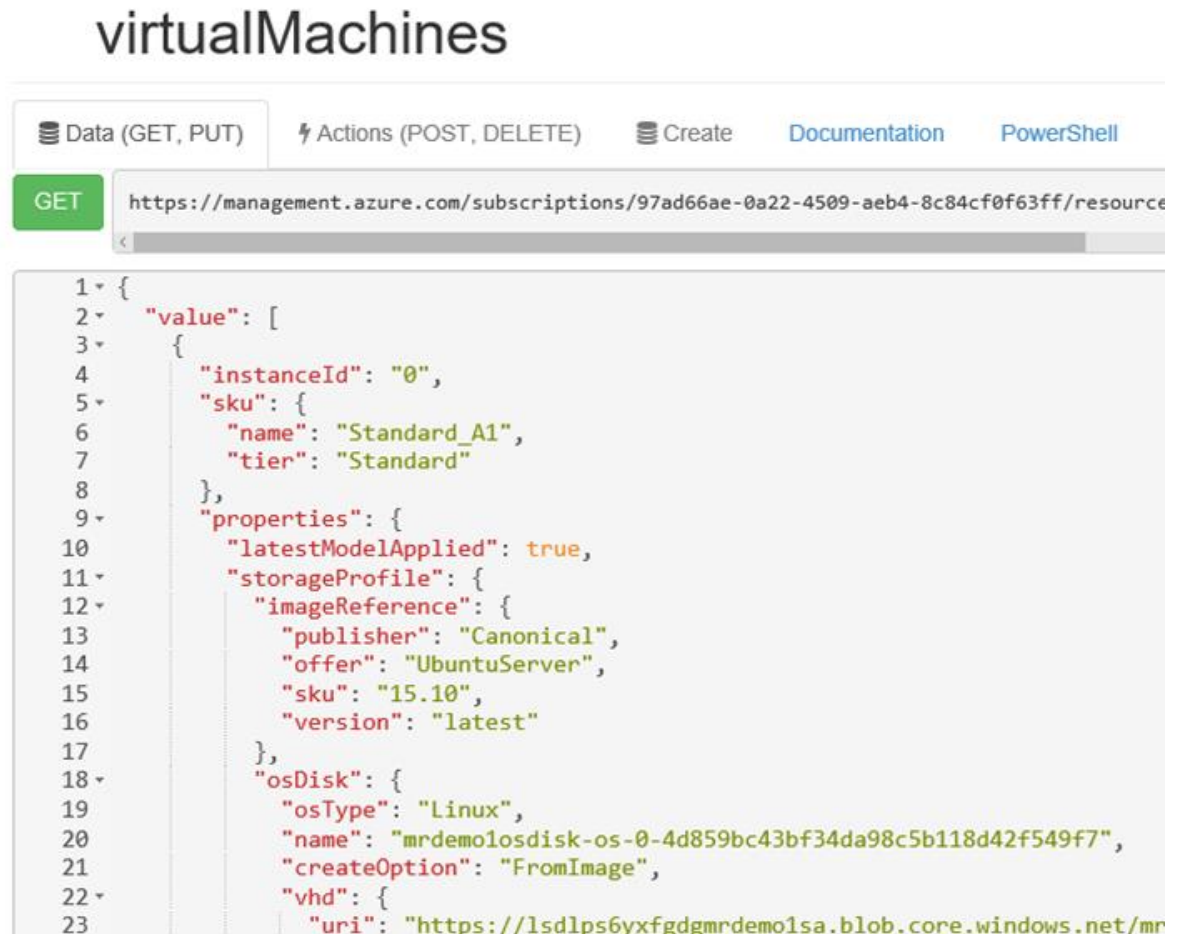 virtualMachines
Data (GET, PUT) Actions (POST, DELETE) Create Documentation PowerShell
GET https://management.azure.com/subscriptions/97ad66ae-0a22-4509-aeb4-8c84cf0f63ff/resource
1 {
2 "value": [
3 {
4 "instanceId": "0",
5 "sku": {
6 "name": "Standard_A1",
7 "tier": "Standard"
8 },
9 "properties": {
10 "latestModelApplied": true,
11 "storageProfile": {
12 "imageReference": {
13 "publisher": "Canonical",
14 "offer": "UbuntuServer",
15 "sku": "15.10",
16 "version": "latest"
17 },
18 "osDisk": {
19 "osType": "Linux",
20 "name": "mrdemo1osdisk-os-0-4d859bc43bf34da98c5b118d42f549f7",
21 "createOption": "FromImage",
22 "vhd": {
23 "uri": "https://lsdlps6yxfgdgmrdemo1sa.blob.core.windows.net/mr